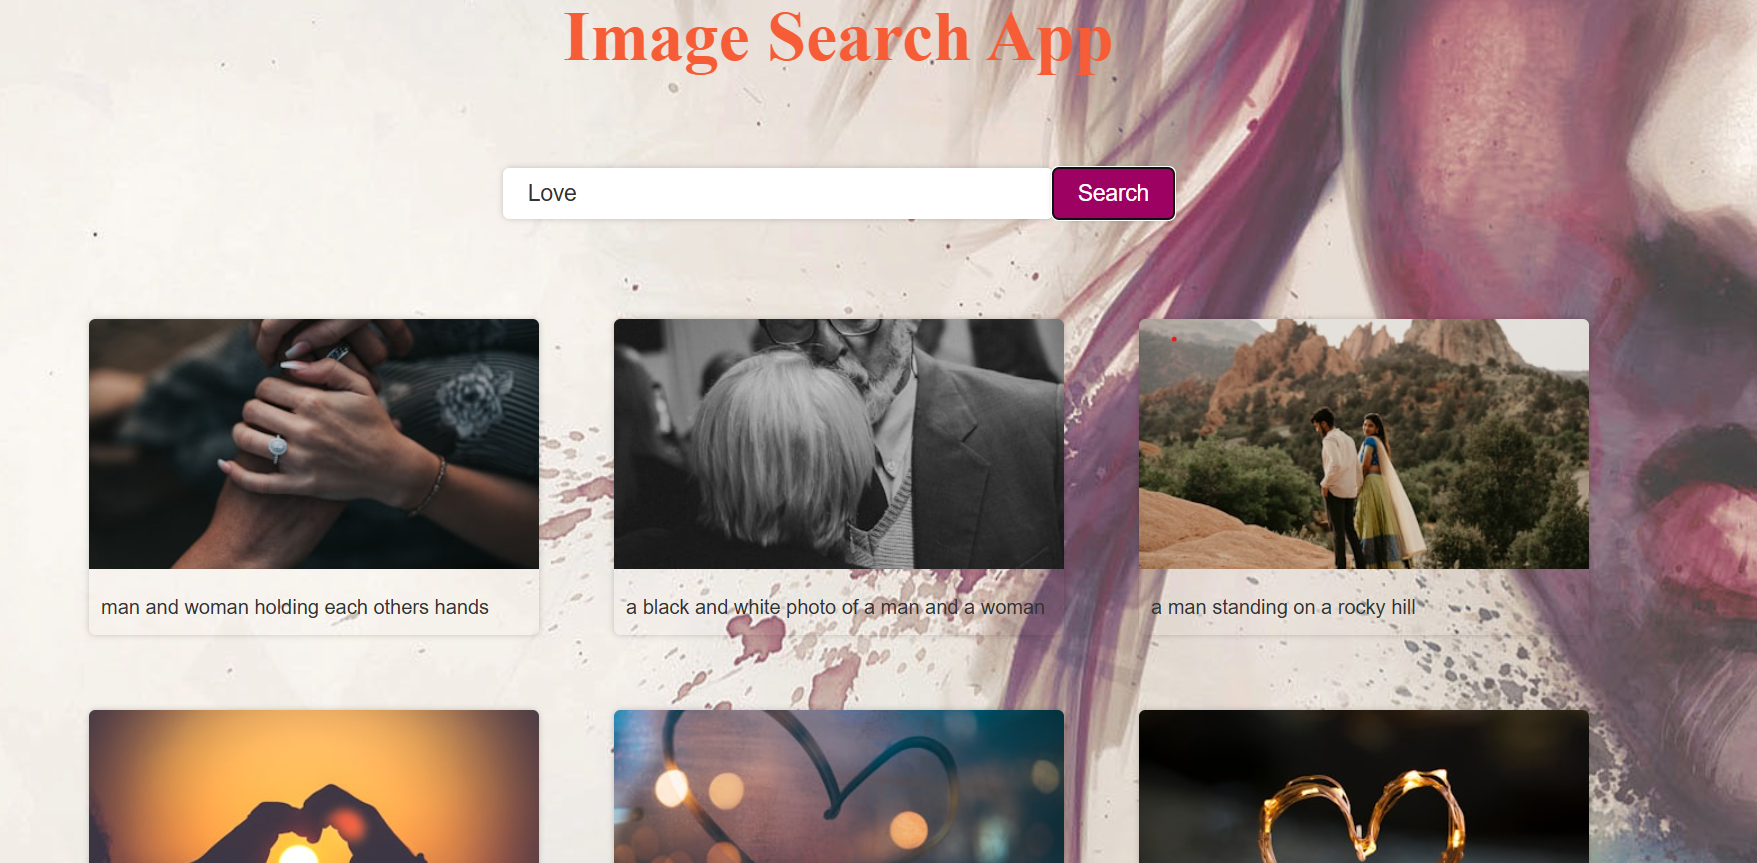 Image Search App
Love
Search
man and woman holding each others hands
a black and white photo of a man and a woman
a man standing on a rocky hill